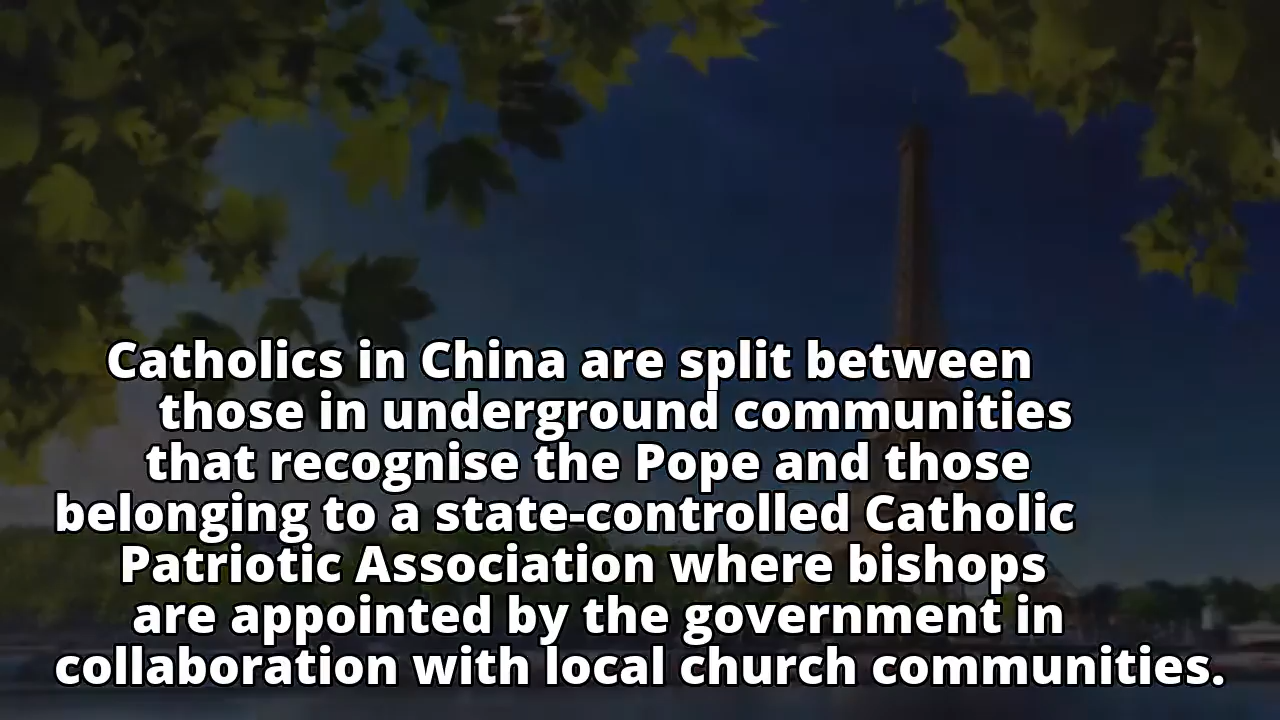 Catholics in China are split between
those in underground communities
that recognise the Pope and those
belonging to a state-controlled Catholic
Patriotic Association where bishops
are appointed by the government in
collaboration with local church communities.